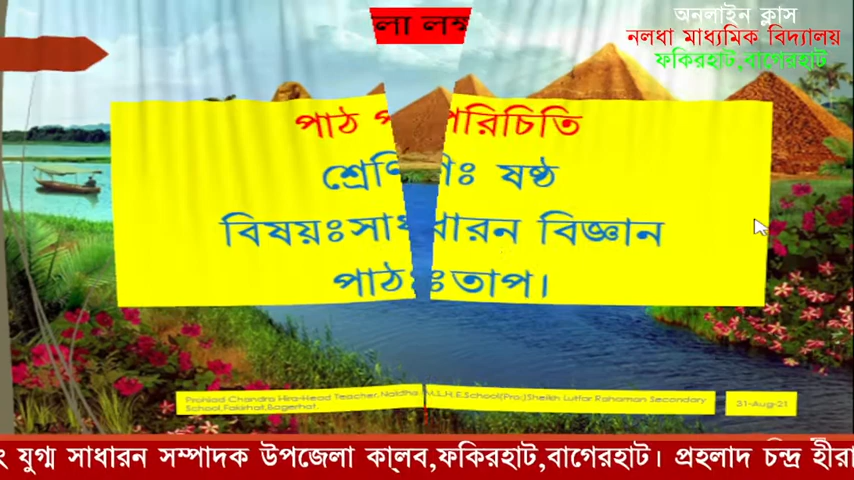 অনলাইন ক্লাস
নলধা মাধ্যমিক বিদ্যালয়
ফকিরহাট,বাগেরহাট
পাঠ পরিচিতি
শ্রেণীঃ ষষ্ঠ
বিষয়ঃসাধারন বিজ্ঞান
পাঠঃতাপ।
Prohlad Chandra Hira-Head Teacher,Naldha M.L.H.E.School(Pro;)Sheikh Lutfar Rahaman Secondary
School,Fakirhat,Bagerhat.
31-Aug-21
যুগ্ম সাধারন সম্পাদক উপজেলা কা্লব,ফকিরহাট,বাগেরহাট। প্রহলাদ চন্দ্র হীরা